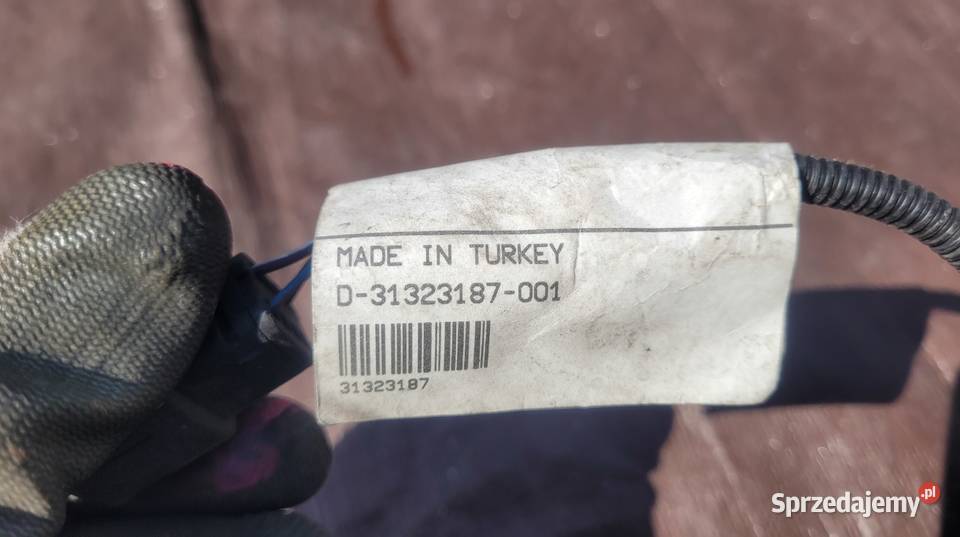 MADE IN TURKEY
D-31323187-001
31323187
Sprzedajemy.pl